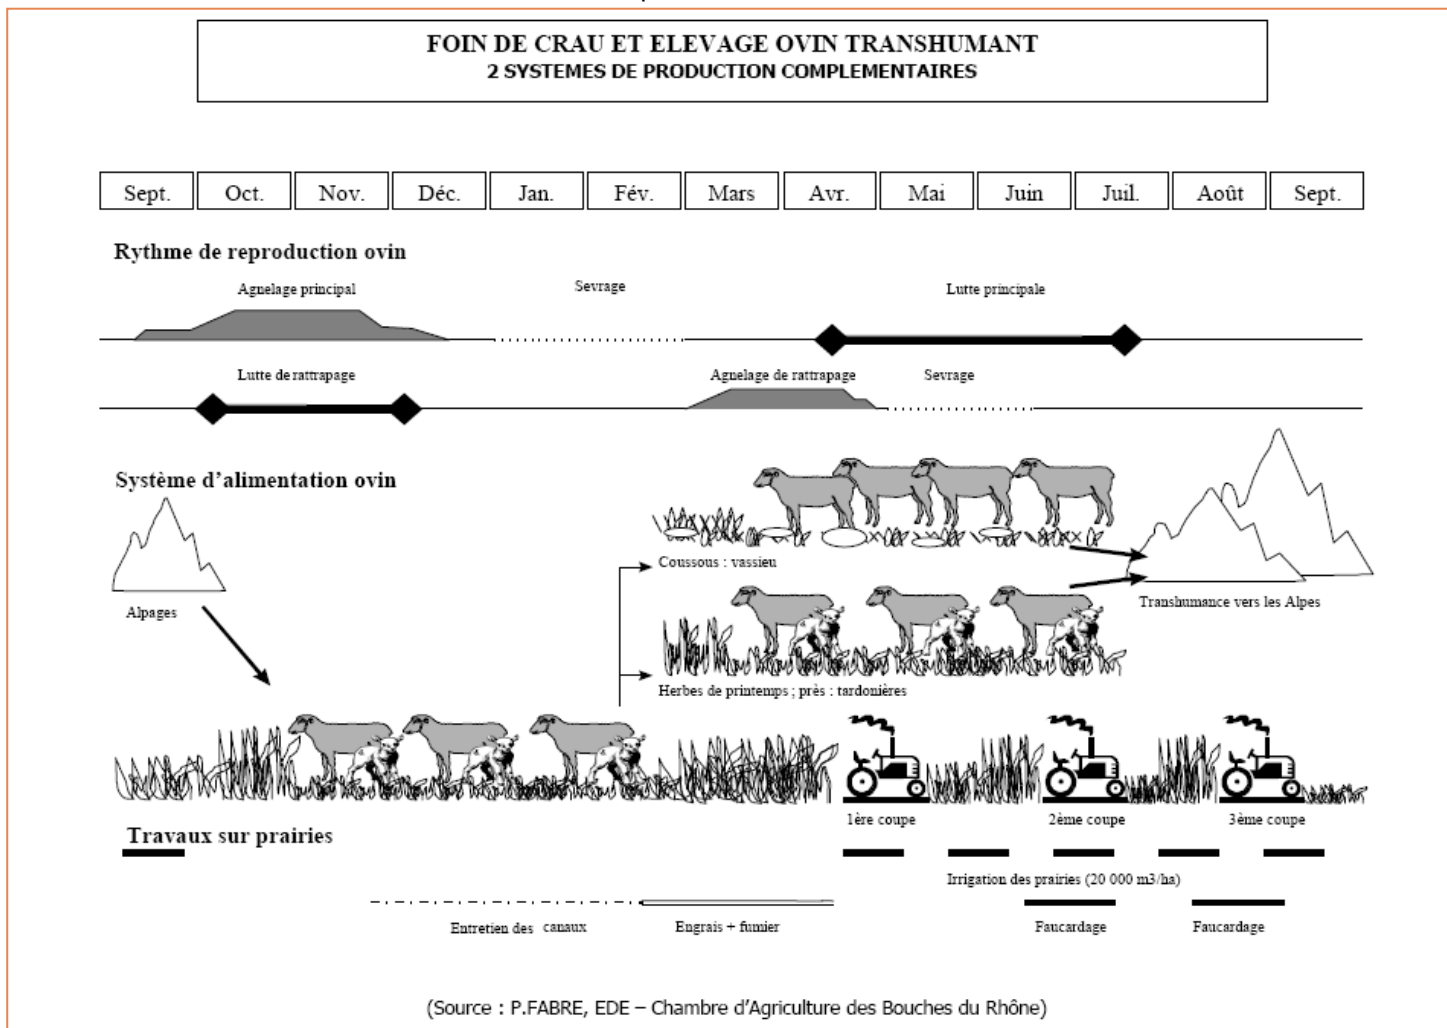 FOIN DE CRAU ET ELEVAGE OVIN TRANSHUMANT
2 SYSTEMES DE PRODUCTION COMPLEMENTAIRES
Sept. Oct. Nov. Déc. Jan. Fév. Mars Avr. Mai Juin Juil. Août Sept.
Rythme de reproduction ovin
Agnelage principal Sevrage Lutte principale
Lutte de rattrapage Agnelage de rattrapage Sevrage
Système d'alimentation ovin
Coussous : vassieu
Alpages Transhumance vers les Alpes
Herbes de printemps ; près : tardonières
1ère coupe 2ème coupe 3ème coupe
Travaux sur prairies
Irrigation des prairies (20 000 m3/ha)
Entretien des canaux Engrais + fumier Faucardage Faucardage
(Source : P.FABRE, EDE – Chambre d'Agriculture des Bouches du Rhône)